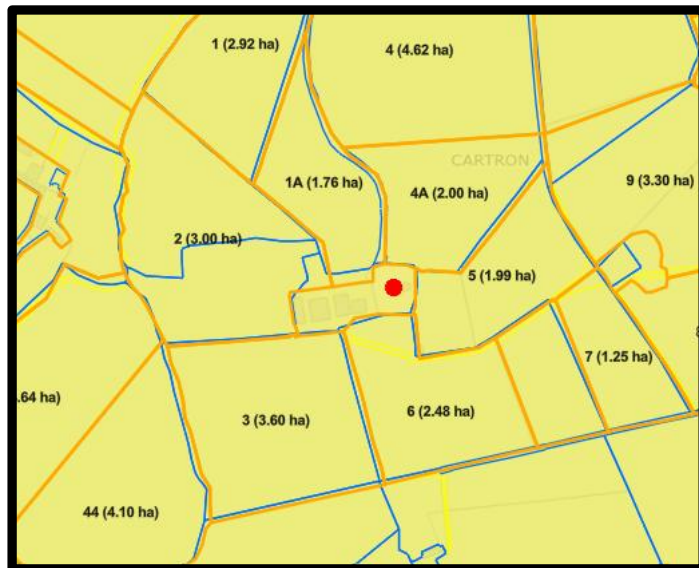 1 (2.92 ha)
4 (4.62 ha)
CARTRON
1A (1.76 ha)
4A (2.00 ha)
9 (3.30 ha)
2 (3.00 ha)
5 (1.99 ha)
7 (1.25 ha)
.64 ha)
3 (3.60 ha)
6 (2.48 ha)
44 (4.10 ha)